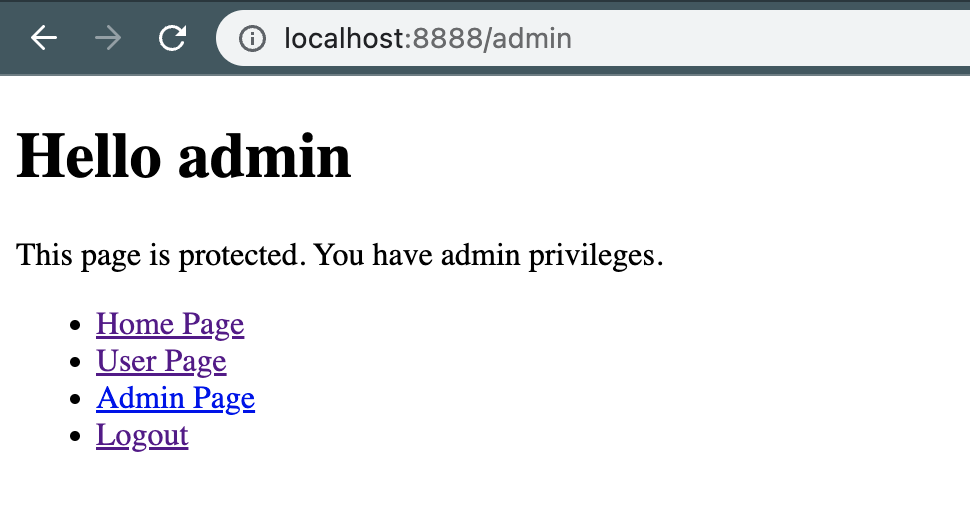 localhost:8888/admin
Hello admin
This page is protected. You have admin privileges.
Home Page
User Page
Admin Page
Logout